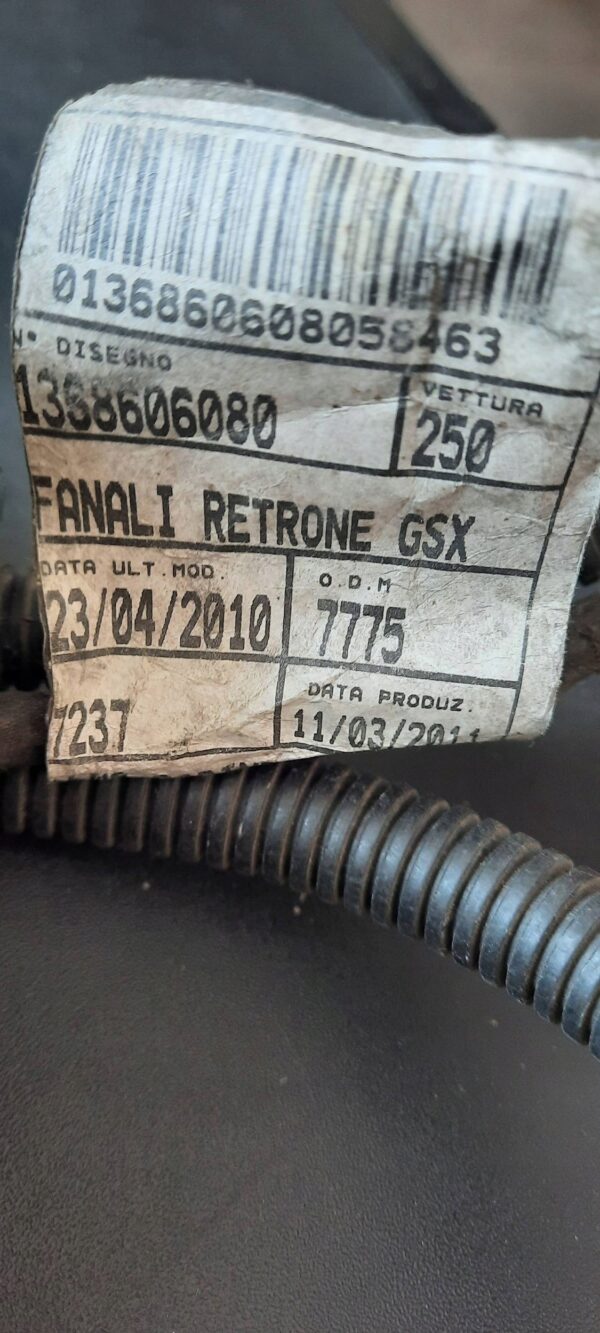 0136860608058463
N° DISEGNO
VETTURA
1368606080
250
FANALI RETRONE GSX
DATA ULT.MOD.
O.D.M
23/04/2010
7775
7237
DATA PRODUZ.
11/03/2011